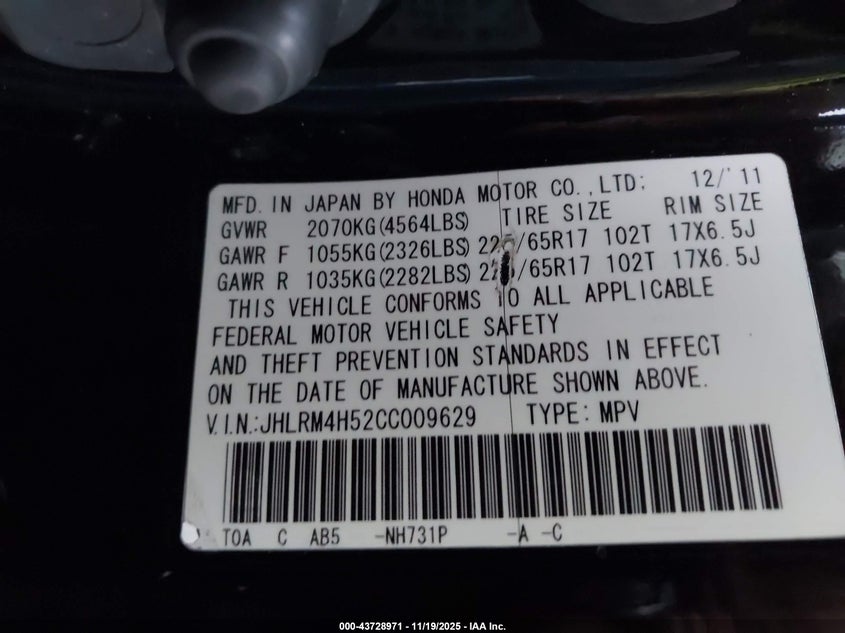 MFD. IN JAPAN BY HONDA MOTOR CO.,LTD: 12/'11
GVWR 2070KG(4564LBS) TIRE SIZE RIM SIZE
GAWR F 1055KG(2326LBS) 225/65R17 102T 17X6.5J
GAWR R 1035KG(2282LBS) /65R17 102T 17X6.5J
THIS VEHICLE CONFORMS TO ALL APPLICABLE
FEDERAL MOTOR VEHICLE SAFETY
AND THEFT PREVENTION STANDARDS IN EFFECT
ON THE DATE OF MANUFACTURE SHOWN ABOVE.
V.I.N.:JHLRM4H52CC009629 TYPE: MPV
TOA C AB5 -NH731P -A -C
000-43728971 - 11/19/2025 - IAA Inc.